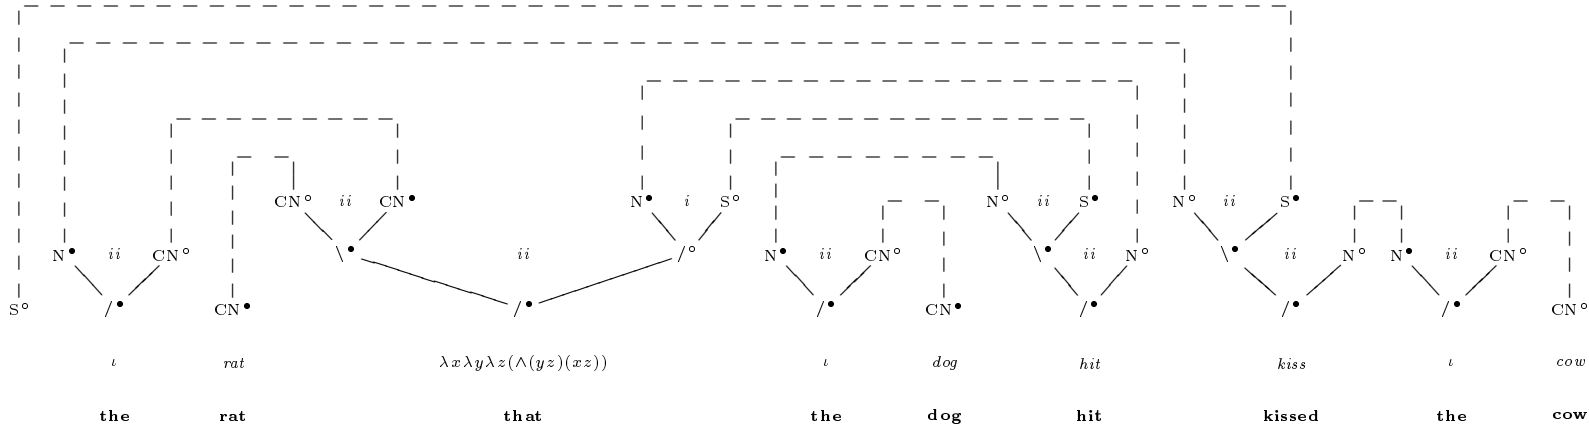 CN° ii CN• N• i S° N° ii S• N° ii S•
N• ii CN° \• ii /° N• ii CN° \• ii N° \• ii N° N• ii CN°
S° /• CN• /• /• CN• /• /• /• CN°
ι rat λxλyλz(∧(yz)(xz)) ι dog hit kiss ι cow
the rat that the dog hit kissed the cow